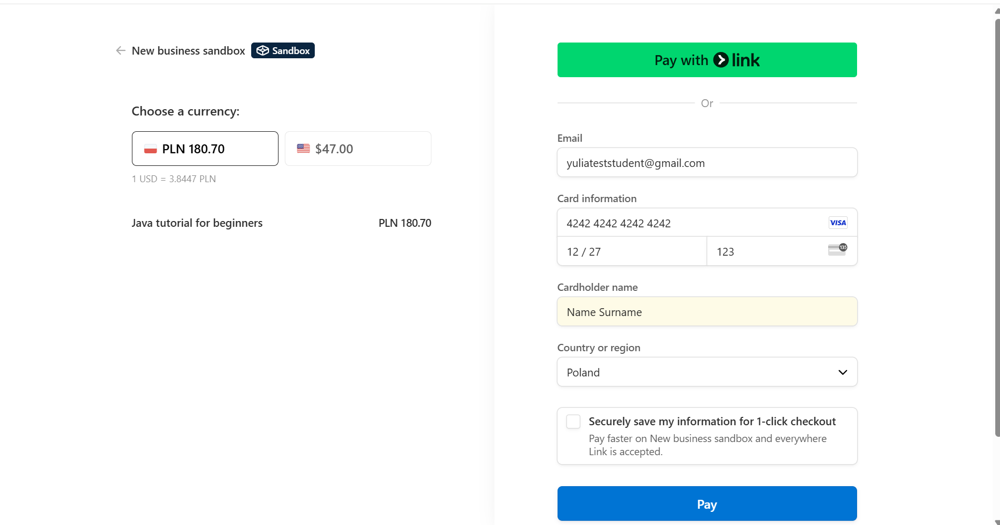 New business sandbox Sandbox
Choose a currency:
PLN 180.70 $47.00
1 USD = 3.8447 PLN
Java tutorial for beginners PLN 180.70
Pay with link
Or
Email
yuliateststudent@gmail.com
Card information
4242 4242 4242 4242 VISA
12 / 27 123 135
Cardholder name
Name Surname
Country or region
Poland
Securely save my information for 1-click checkout
Pay faster on New business sandbox and everywhere
Link is accepted.
Pay